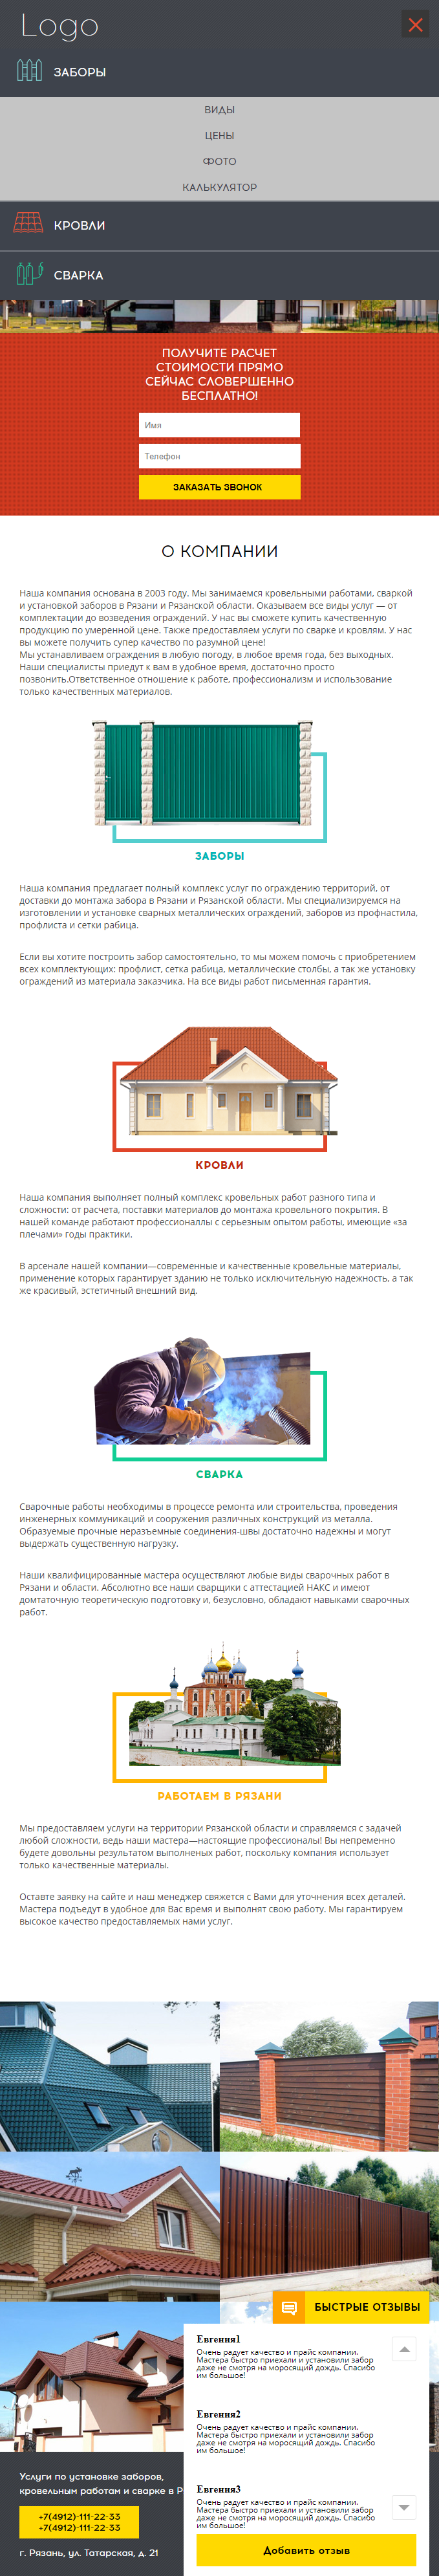 Logo
ЗАБОРЫ
ВИДЫ
ЦЕНЫ
ФОТО
КАЛЬКУЛЯТОР
КРОВЛИ
СВАРКА
ПОЛУЧИТЕ РАСЧЕТ
СТОИМОСТИ ПРЯМО
СЕЙЧАС СЛОВЕРШЕННО
БЕСПЛАТНО!
Имя
Телефон
ЗАКАЗАТЬ ЗВОНОК
О КОМПАНИИ
Наша компания основана в 2003 году. Мы занимаемся кровельными работами, сваркой
и установкой заборов в Рязани и Рязанской области. Оказываем все виды услуг — от
комплектации до возведения ограждений. У нас вы сможете купить качественную
продукцию по умеренной цене. Также предоставляем услуги по сварке и кровлям. У нас
вы можете получить супер качество по разумной цене!
Мы устанавливаем ограждения в любую погоду, в любое время года, без выходных.
Наши специалисты приедут к вам в удобное время, достаточно просто
позвонить.Ответственное отношение к работе, профессионализм и использование
только качественных материалов.
ЗАБОРЫ
Наша компания предлагает полный комплекс услуг по ограждению территорий, от
доставки до монтажа забора в Рязани и Рязанской области. Мы специализируемся на
изготовлении и установке сварных металлических ограждений, заборов из профнастила,
профлиста и сетки рабица.
Если вы хотите построить забор самостоятельно, то мы можем помочь с приобретением
всех комплектующих: профлист, сетка рабица, металлические столбы, а так же установку
ограждений из материала заказчика. На все виды работ письменная гарантия.
КРОВЛИ
Наша компания выполняет полный комплекс кровельных работ разного типа и
сложности: от расчета, поставки материалов до монтажа кровельного покрытия. В
нашей команде работают профессионаллы с серьезным опытом работы, имеющие «за
плечами» годы практики.
В арсенале нашей компании—современные и качественные кровельные материалы,
применение которых гарантирует зданию не только исключительную надежность, а так
же красивый, эстетичный внешний вид.
СВАРКА
Сварочные работы необходимы в процессе ремонта или строительства, проведения
инженерных коммуникаций и сооружения различных конструкций из металла.
Образуемые прочные неразъемные соединения-швы достаточно надежны и могут
выдержать существенную нагрузку.
Наши квалифицированные мастера осуществляют любые виды сварочных работ в
Рязани и области. Абсолютно все наши сварщики с аттестацией НАКС и имеют
домтаточную теоретическую подготовку и, безусловно, обладают навыками сварочных
работ.
РАБОТАЕМ В РЯЗАНИ
Мы предоставляем услуги на территории Рязанской области и справляемся с задачей
любой сложности, ведь наши мастера—настоящие профессионалы! Вы непременно
будете довольны результатом выполненых работ, поскольку компания использует
только качественные материалы.
Оставте заявку на сайте и наш менеджер свяжется с Вами для уточнения всех деталей.
Мастера подъедут в удобное для Вас время и выполнят свою работу. Мы гарантируем
высокое качество предоставляемых нами услуг.
БЫСТРЫЕ ОТЗЫВЫ
Евгения1
Очень радует качество и прайс компании.
Мастера быстро приехали и установили забор
даже не смотря на моросящий дождь. Спасибо
им большое!
Евгения2
Очень радует качество и прайс компании.
Мастера быстро приехали и установили забор
даже не смотря на моросящий дождь. Спасибо
им большое!
Евгения3
Очень радует качество и прайс компании.
Мастера быстро приехали и установили забор
даже не смотря на моросящий дождь. Спасибо
им большое!
Добавить отзыв
Услуги по установке заборов,
кровельным работам и сварке в Р
+7(4912)-111-22-33
+7(4912)-111-22-33
г. Рязань, ул. Татарская, д. 21